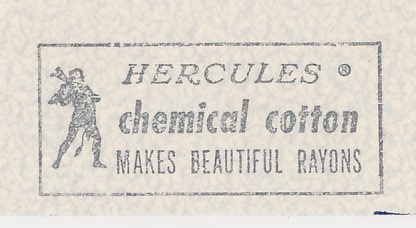 HERCULES ®
chemical cotton
MAKES BEAUTIFUL RAYONS